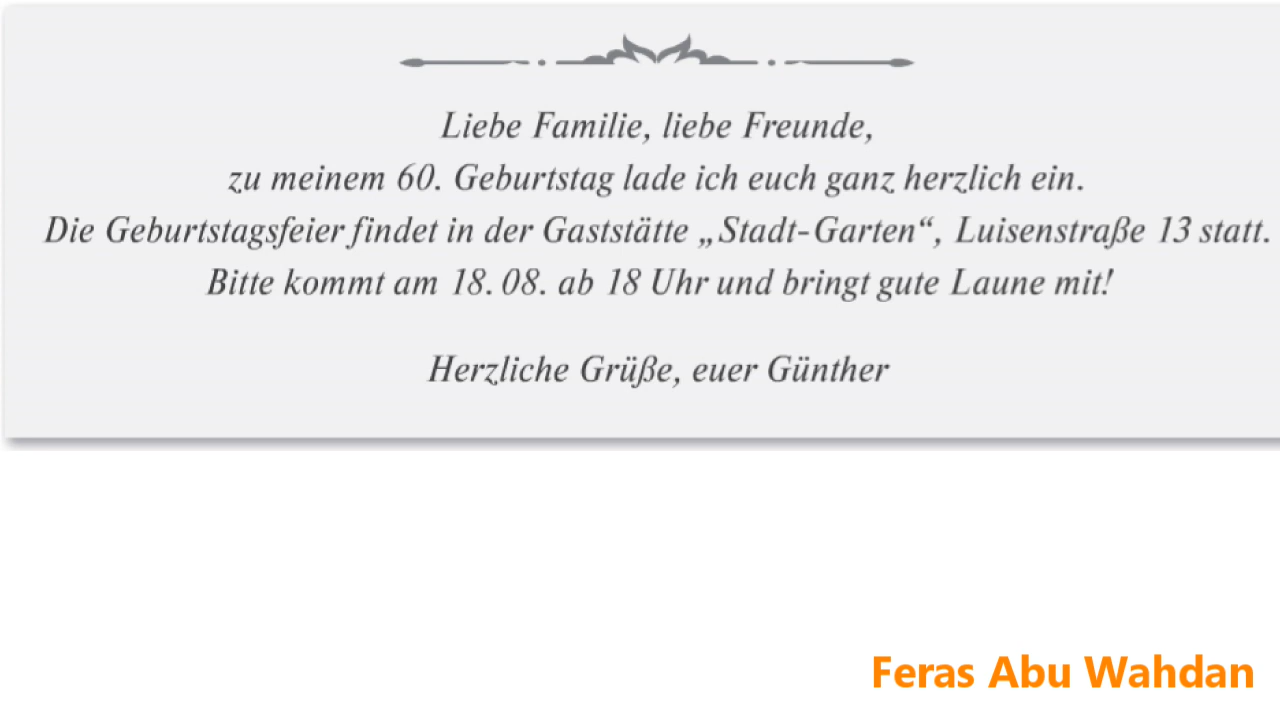 Liebe Familie, liebe Freunde,
zu meinem 60. Geburtstag lade ich euch ganz herzlich ein.
Die Geburtstagsfeier findet in der Gaststätte „Stadt-Garten“, Luisenstraße 13 statt.
Bitte kommt am 18. 08. ab 18 Uhr und bringt gute Laune mit!
Herzliche Grüße, euer Günther
Feras Abu Wahdan